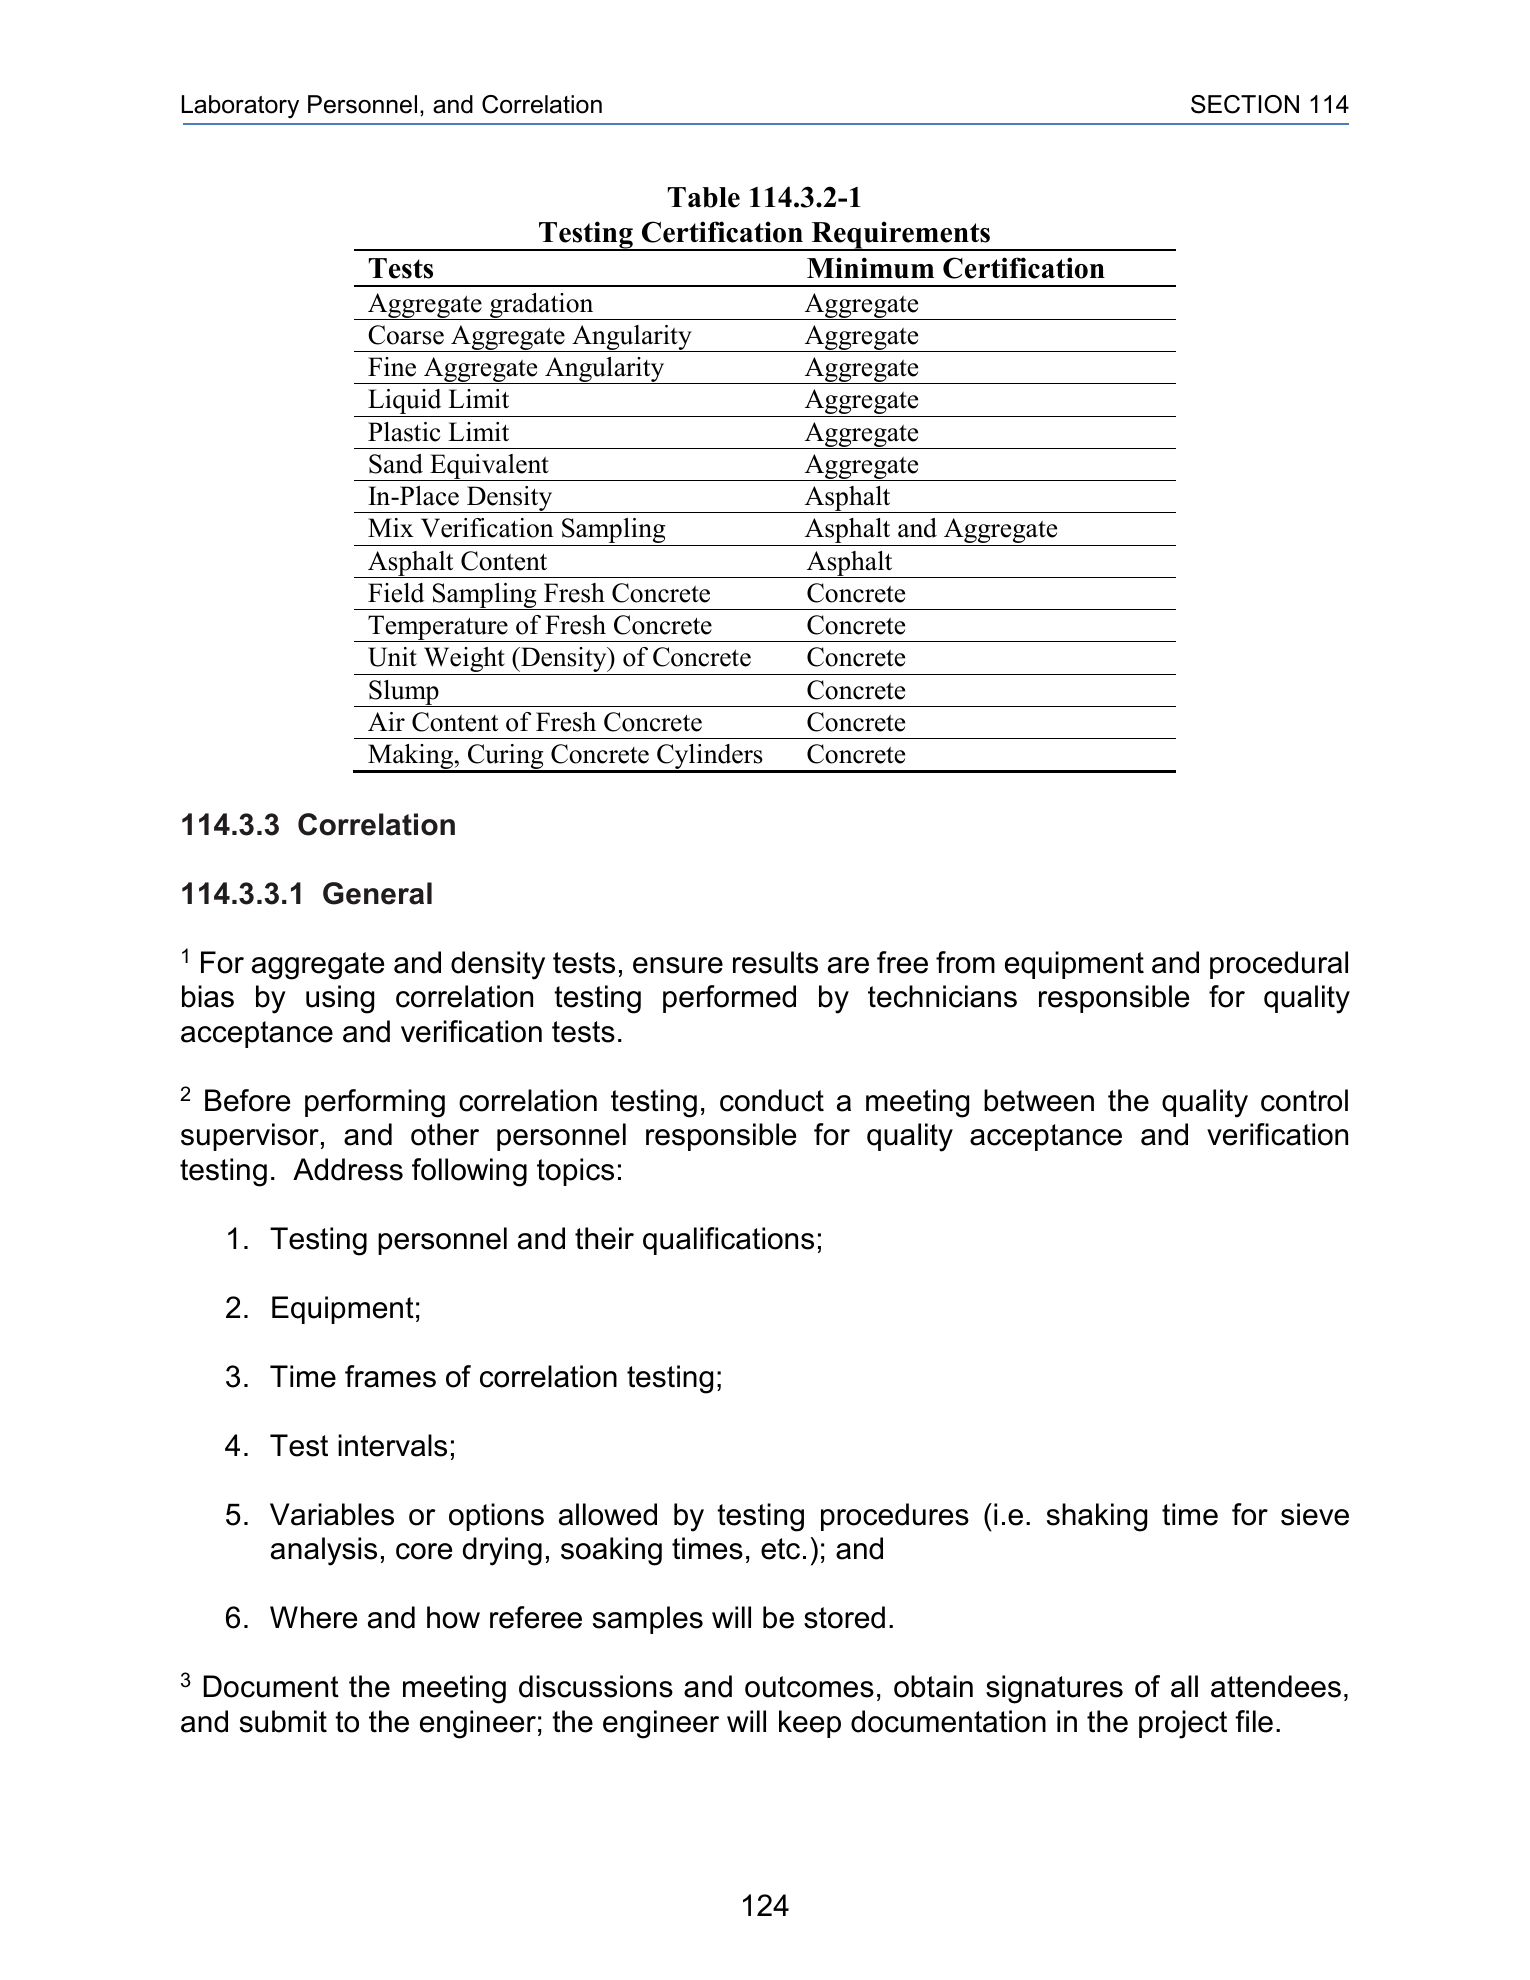 Laboratory Personnel, and Correlation SECTION 114
Table 114.3.2-1
Testing Certification Requirements
Tests Minimum Certification
Aggregate gradation Aggregate
Coarse Aggregate Angularity Aggregate
Fine Aggregate Angularity Aggregate
Liquid Limit Aggregate
Plastic Limit Aggregate
Sand Equivalent Aggregate
In-Place Density Asphalt
Mix Verification Sampling Asphalt and Aggregate
Asphalt Content Asphalt
Field Sampling Fresh Concrete Concrete
Temperature of Fresh Concrete Concrete
Unit Weight (Density) of Concrete Concrete
Slump Concrete
Air Content of Fresh Concrete Concrete
Making, Curing Concrete Cylinders Concrete
114.3.3 Correlation
114.3.3.1 General
1 For aggregate and density tests, ensure results are free from equipment and procedural
bias by using correlation testing performed by technicians responsible for quality
acceptance and verification tests.
2 Before performing correlation testing, conduct a meeting between the quality control
supervisor, and other personnel responsible for quality acceptance and verification
testing. Address following topics:
1. Testing personnel and their qualifications;
2. Equipment;
3. Time frames of correlation testing;
4. Test intervals;
5. Variables or options allowed by testing procedures (i.e. shaking time for sieve
analysis, core drying, soaking times, etc.); and
6. Where and how referee samples will be stored.
3 Document the meeting discussions and outcomes, obtain signatures of all attendees,
and submit to the engineer; the engineer will keep documentation in the project file.
124